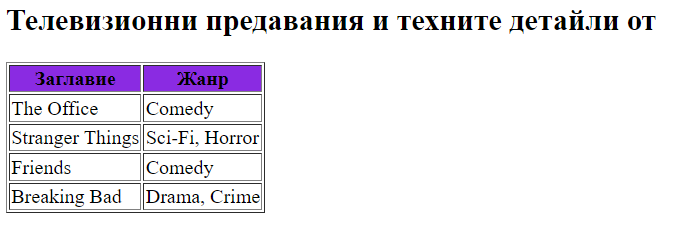 Телевизионни предавания и техните детайли от
Заглавие Жанр
The Office Comedy
Stranger Things Sci-Fi, Horror
Friends Comedy
Breaking Bad Drama, Crime